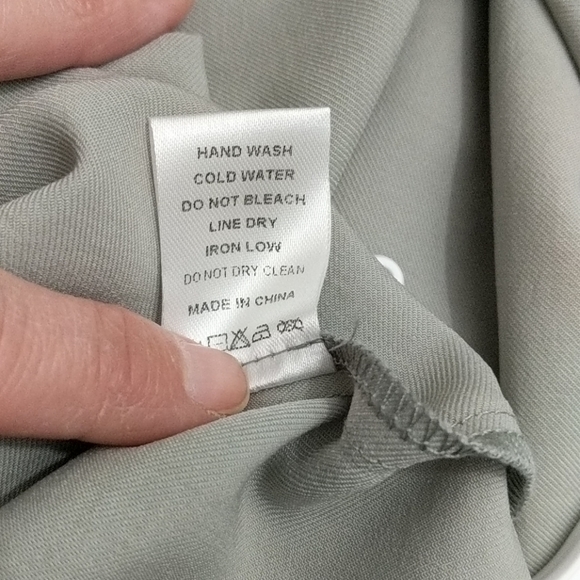 HAND WASH
COLD WATER
DO NOT BLEACH
LINE DRY
IRON LOW
DO NOT DRY CLEAN
MADE IN CHINA